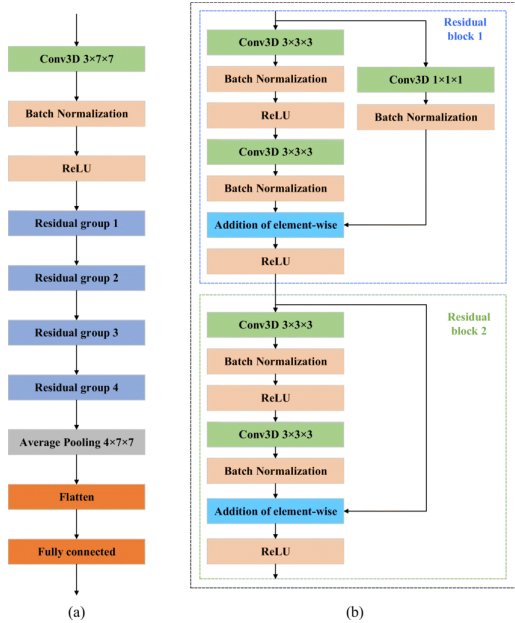 Conv3D 3×7×7
Batch Normalization
ReLU
Residual group 1
Residual group 2
Residual group 3
Residual group 4
Average Pooling 4×7×7
Flatten
Fully connected
(a)
Residual
block 1
Conv3D 3×3×3
Batch Normalization
ReLU
Conv3D 3×3×3
Batch Normalization
Conv3D 1×1×1
Batch Normalization
Addition of element-wise
ReLU
Residual
block 2
Conv3D 3×3×3
Batch Normalization
ReLU
Conv3D 3×3×3
Batch Normalization
Addition of element-wise
ReLU
(b)